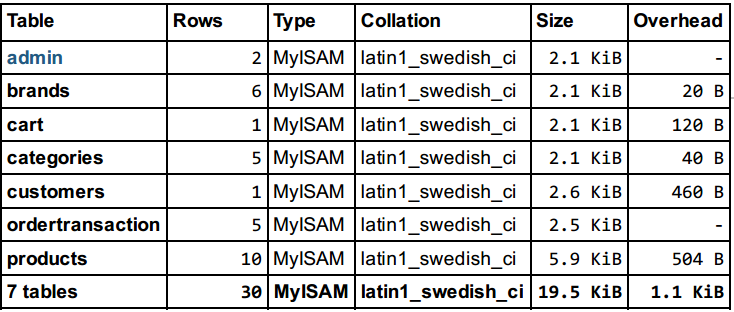 Table Rows Type Collation Size Overhead
admin 2 MyISAM latin1_swedish_ci 2.1 KiB -
brands 6 MyISAM latin1_swedish_ci 2.1 KiB 20 B
cart 1 MyISAM latin1_swedish_ci 2.1 KiB 120 B
categories 5 MyISAM latin1_swedish_ci 2.1 KiB 40 B
customers 1 MyISAM latin1_swedish_ci 2.6 KiB 460 B
ordertransaction 5 MyISAM latin1_swedish_ci 2.5 KiB -
products 10 MyISAM latin1_swedish_ci 5.9 KiB 504 B
7 tables 30 MyISAM latin1_swedish_ci 19.5 KiB 1.1 KiB